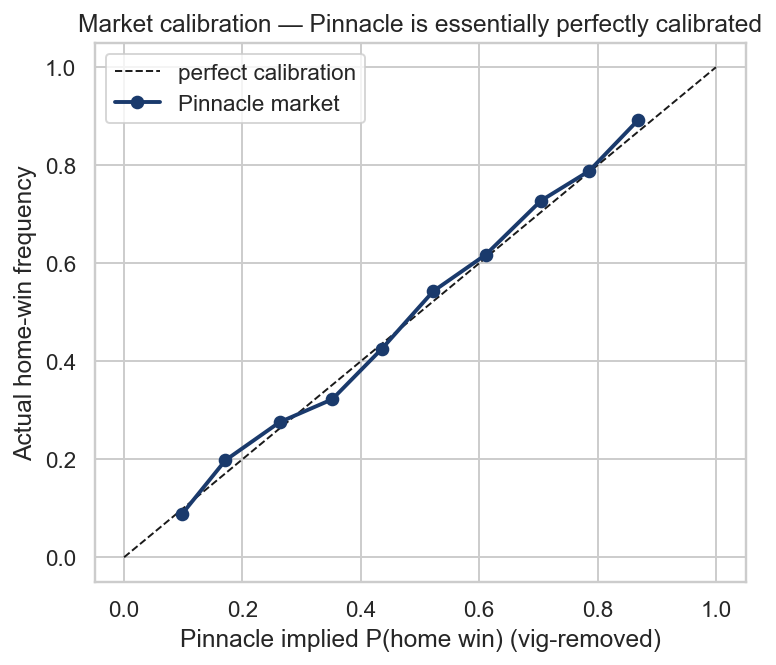 Market calibration — Pinnacle is essentially perfectly calibrated
perfect calibration
Pinnacle market
1.0
0.8
0.6
0.4
0.2
0.0
Actual home-win frequency
0.0 0.2 0.4 0.6 0.8 1.0
Pinnacle implied P(home win) (vig-removed)